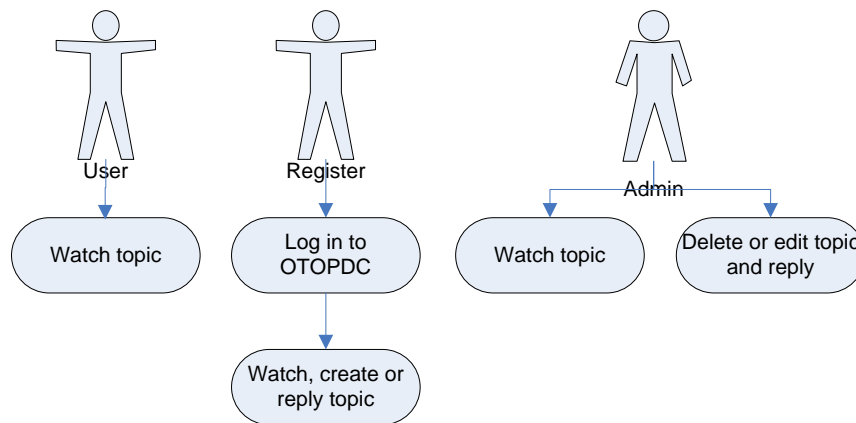 User
Register
Admin
Watch topic
Log in to
OTOPDC
Watch topic
Delete or edit topic
and reply
Watch, create or
reply topic